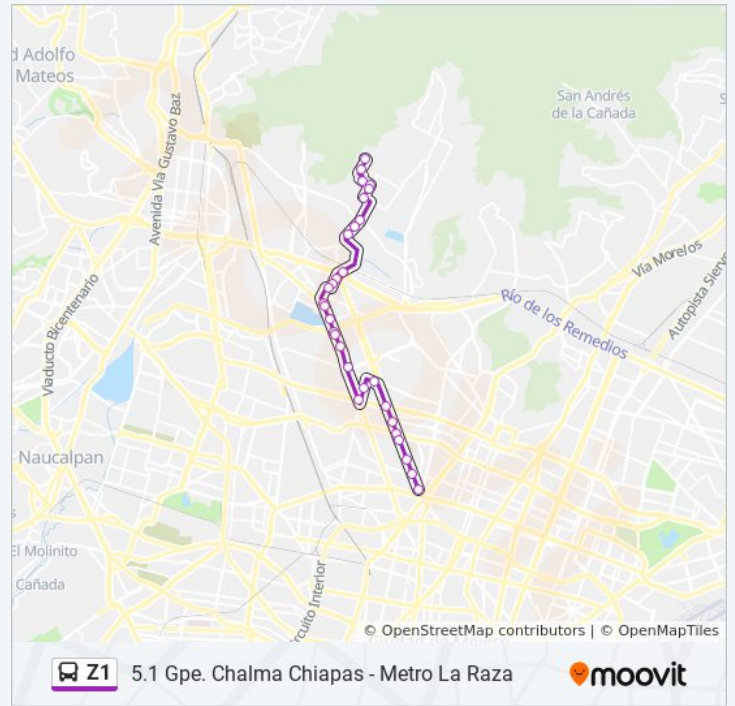 d Adolfo
Mateos
San Andrés
de la Cañada
S
Avenida Vía Gustavo Baz
Vía Morelos
Autopista Sierv
Río de los Remedios
Viaducto Bicentenario
Naucalpan
s
El Molinito
Cañada
rcuito Interior
© OpenStreetMap contributors | © OpenMapTiles
Z1 5.1 Gpe. Chalma Chiapas - Metro La Raza
moovit